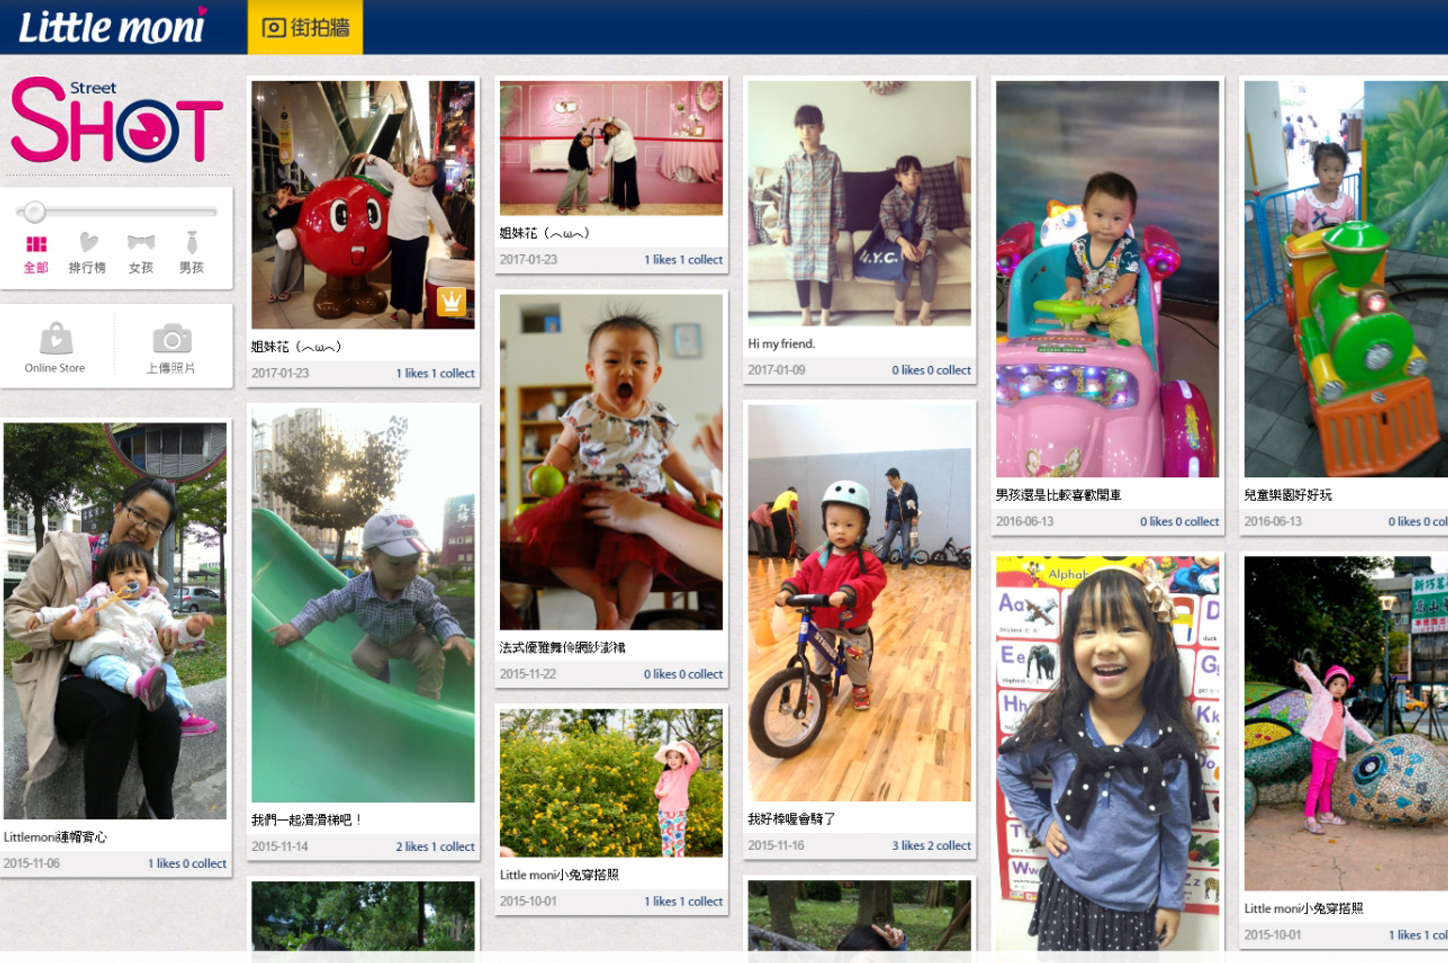 Little moni
街拍牆
Street
SHOT
全部
排行榜
女孩
男孩
Online Store
上傳照片
Littlemoni連帽背心
2015-11-06
1 likes 0 collect
姐妹花（︿ω︿）
2017-01-23
1 likes 1 collect
我們一起溜滑梯吧！
2015-11-14
2 likes 1 collect
姐妹花（︿ω︿）
2017-01-23
1 likes 1 collect
法式優雅舞伶網紗澎裙
2015-11-22
0 likes 0 collect
Little moni小兔穿搭照
2015-10-01
1 likes 1 collect
N.Y.C.
Hi my friend.
2017-01-09
0 likes 0 collect
我好棒喔會騎了
2015-11-16
3 likes 2 collect
男孩還是比較喜歡開車
2016-06-13
0 likes 0 collect
Alphab
Aa
D
duck
Ee
elephant
G
Hh
Kk
Ww
Zz
兒童樂園好好玩
2016-06-13
0 likes 0 col
Little moni小兔穿搭照
2015-10-01
1 likes 1 col